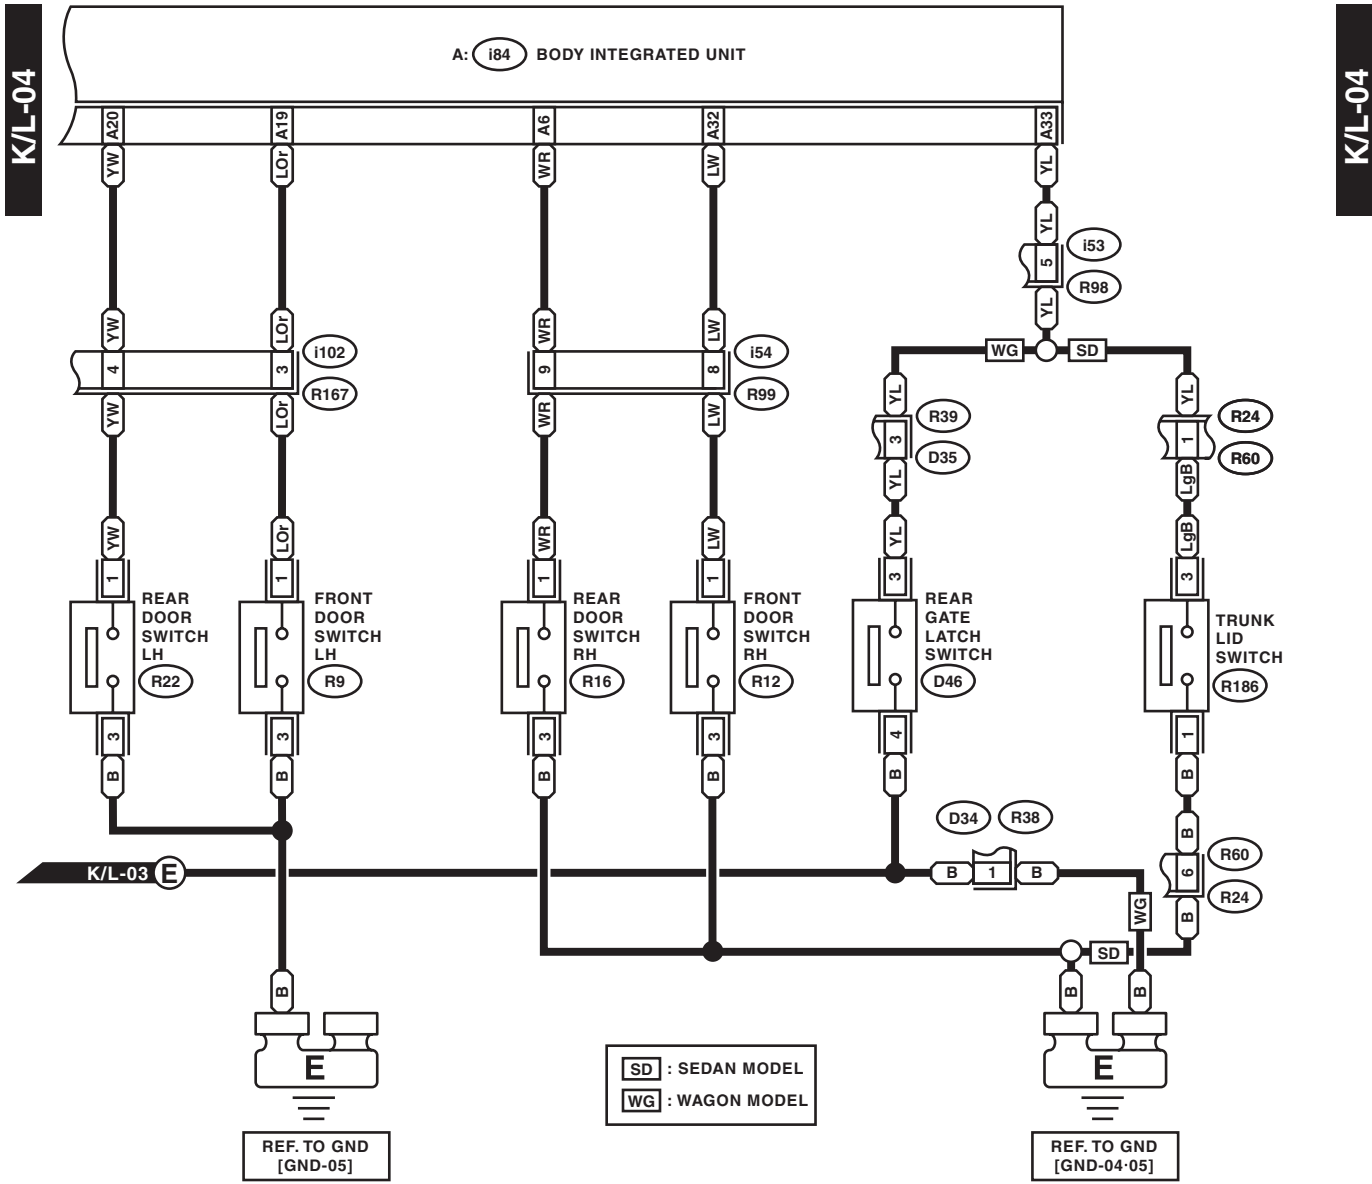 K/L-04
K/L-04
A: i84 BODY INTEGRATED UNIT
A20 A19 A6 A32 A33
YW LOr WR LW YL
YL
i53
5
R98
YL
YW LOr WR LW
WG SD
i102 i54
4 3 9 8
R167 R99
YL YL
YW LOr WR LW
R39 R24
3 1
D35 R60
YL LgB
YW LOr WR LW YL LgB
1 1 1 1 3 3
REAR
DOOR
SWITCH
LH
R22
FRONT
DOOR
SWITCH
LH
R9
REAR
DOOR
SWITCH
RH
R16
FRONT
DOOR
SWITCH
RH
R12
REAR
GATE
LATCH
SWITCH
D46
TRUNK
LID
SWITCH
R186
3 3 3 3 4 1
B B B B B B
D34 R38
B
R60
6
R24
B
K/L-03 E
B 1 B
WG
SD
B B B
E
REF. TO GND
[GND-05]
SD : SEDAN MODEL
WG : WAGON MODEL
E
REF. TO GND
[GND-04·05]